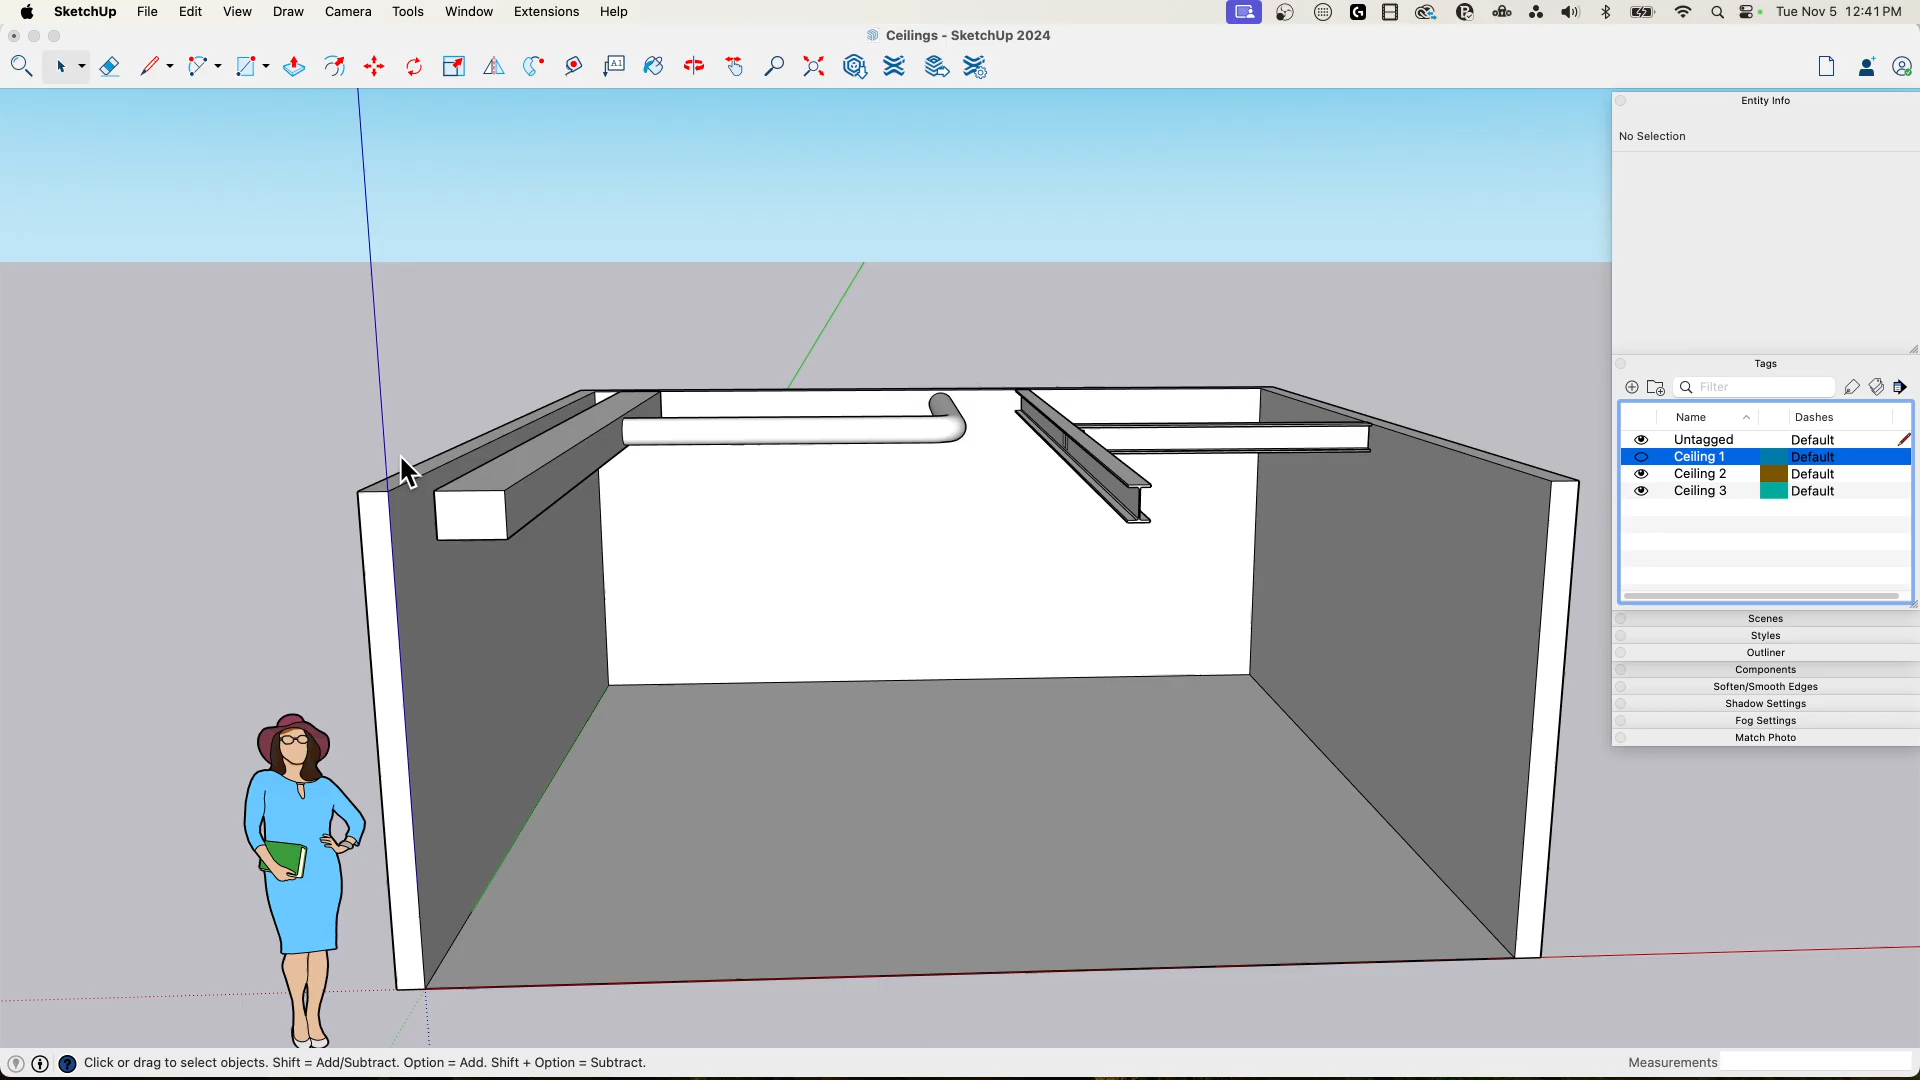 SketchUp File Edit View Draw Camera Tools Window Extensions Help Tue Nov 5 12:41 PM
Ceilings - SketchUp 2024
A1
Entity Info
No Selection
Tags
Filter
Name Dashes
Untagged Default
Ceiling 1 Default
Ceiling 2 Default
Ceiling 3 Default
Scenes
Styles
Outliner
Components
Soften/Smooth Edges
Shadow Settings
Fog Settings
Match Photo
Click or drag to select objects. Shift = Add/Subtract. Option = Add. Shift + Option = Subtract. Measurements